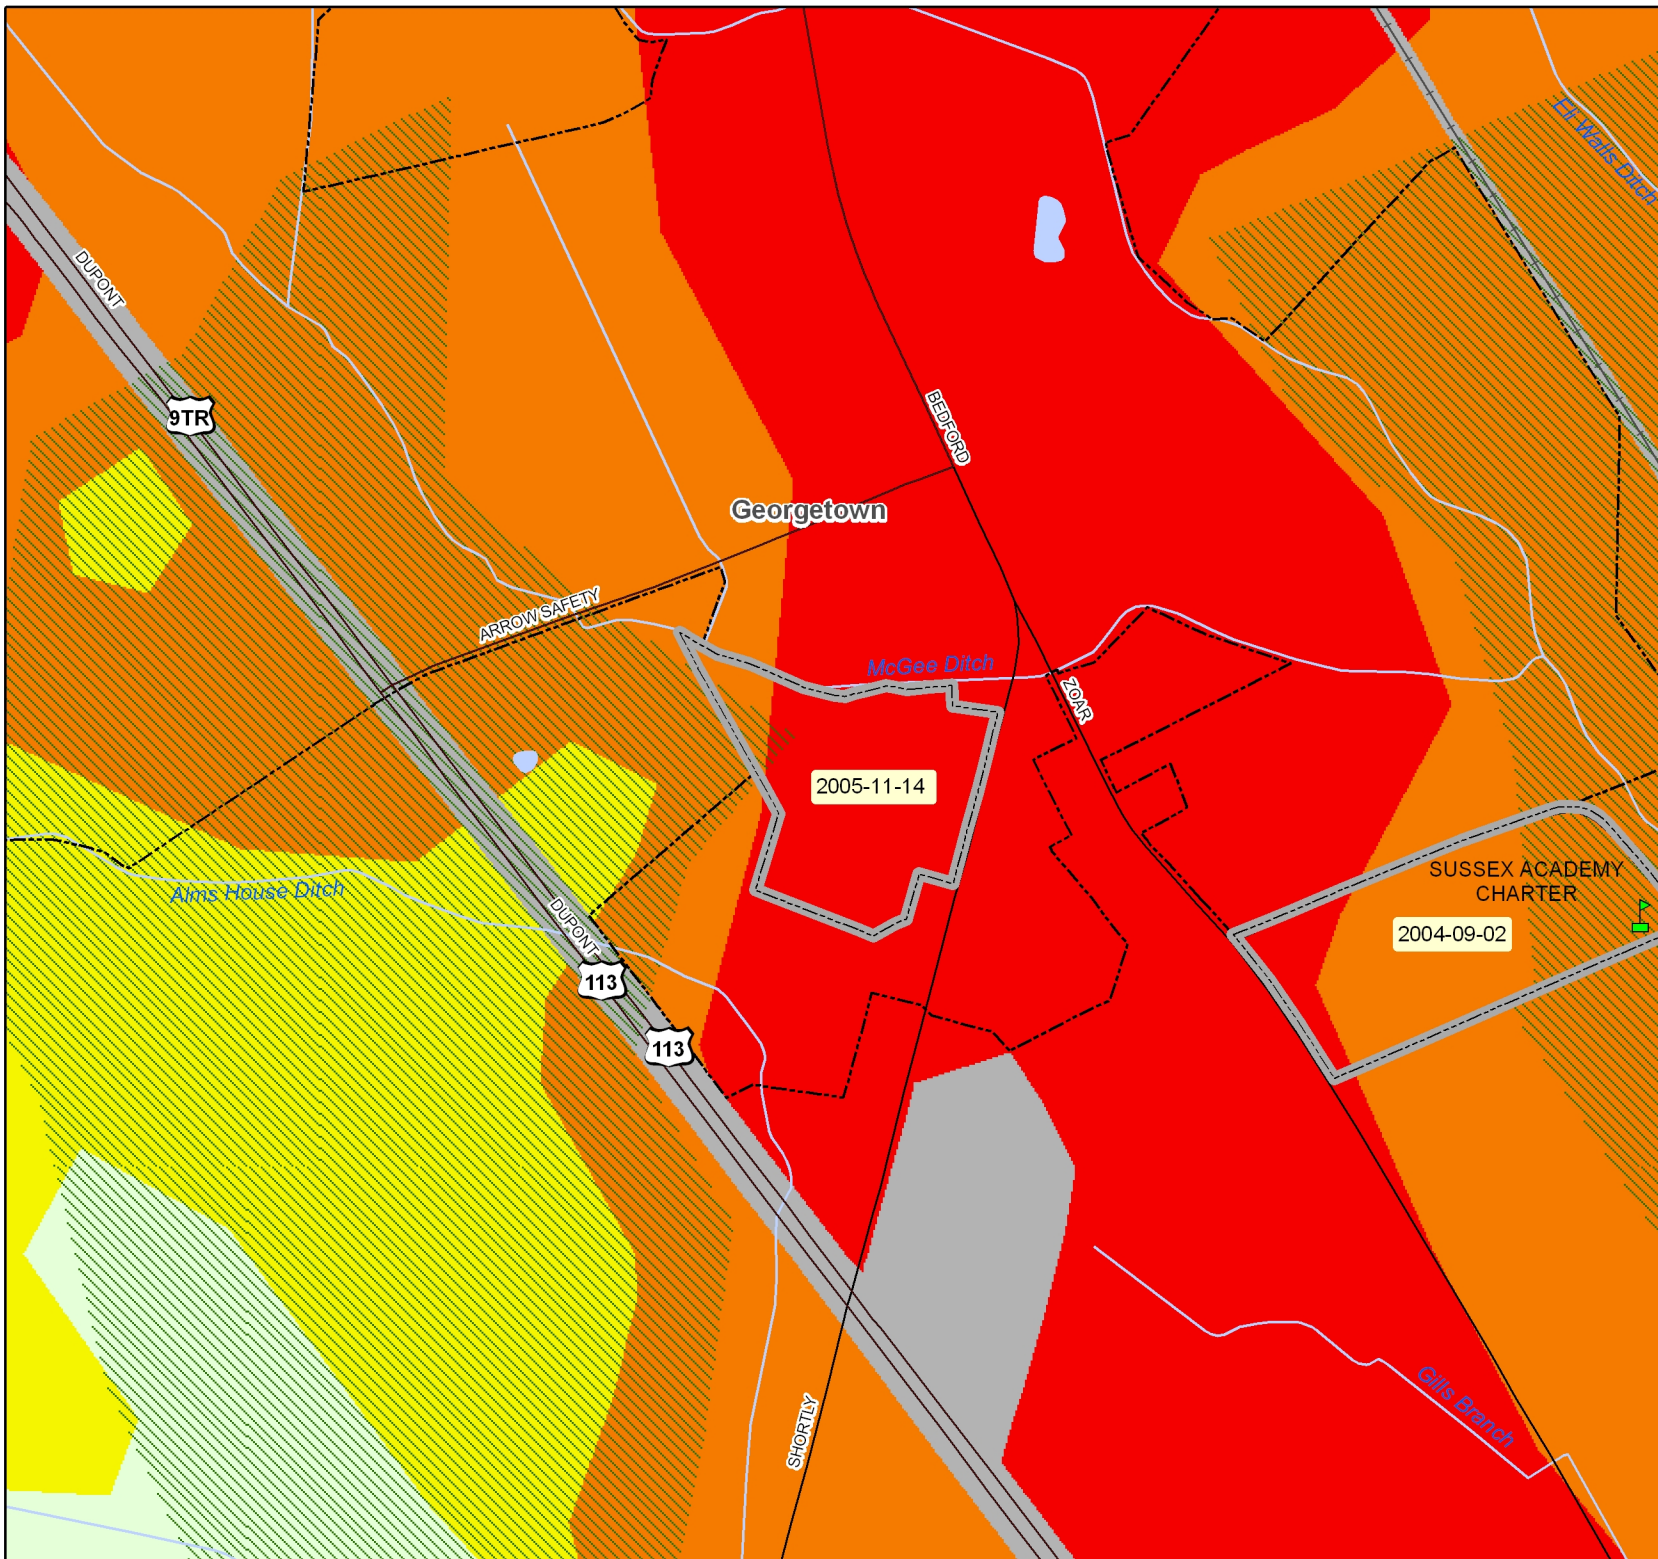 Eli Walls Ditch
DUPONT
9TR
BEDFORD
Georgetown
ARROW SAFETY
McGee Ditch
ZOAR
2005-11-14
SUSSEX ACADEMY
CHARTER
Alms House Ditch
2004-09-02
DUPONT
113
113
Gills Branch
SHORTLY